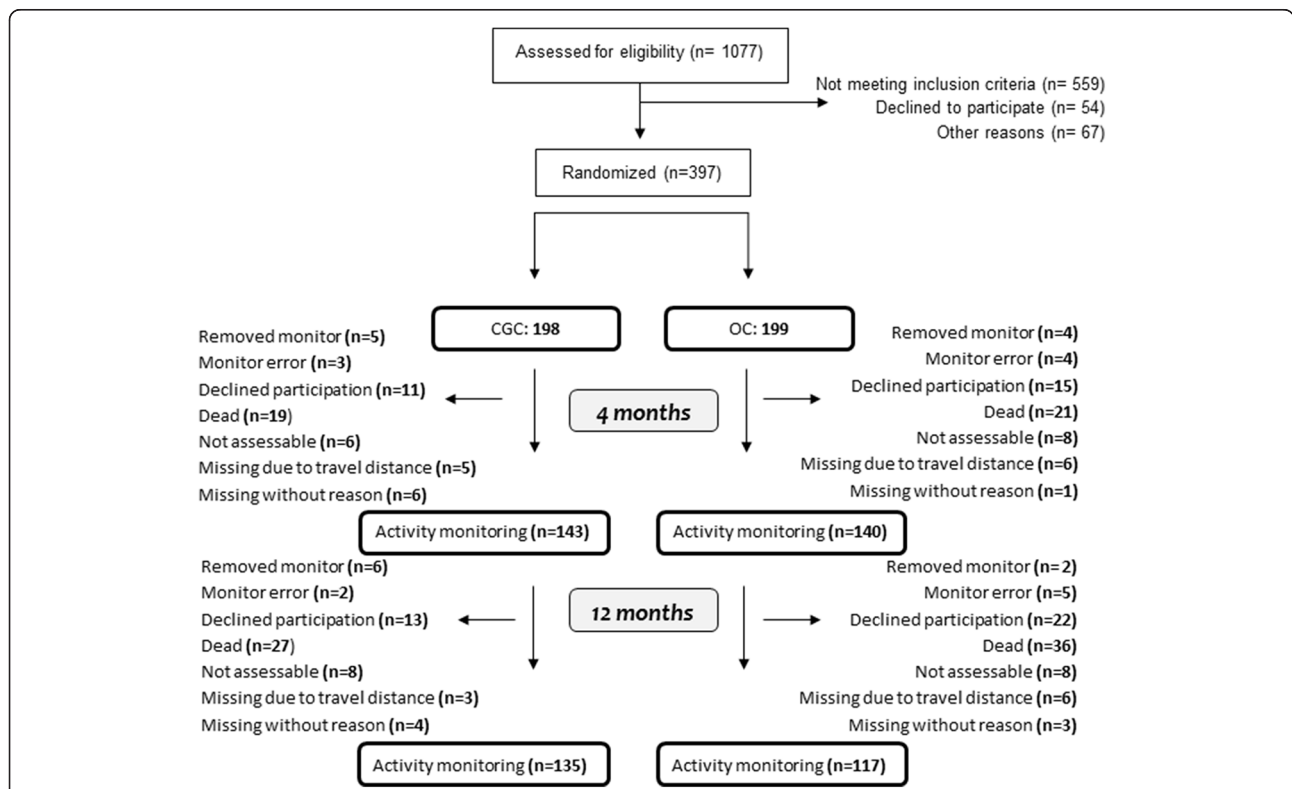 Assessed for eligibility (n= 1077)
Not meeting inclusion criteria (n= 559)
Declined to participate (n= 54)
Other reasons (n= 67)
Randomized (n=397)
CGC: 198
OC: 199
Removed monitor (n=5)
Monitor error (n=3)
Declined participation (n=11)
Dead (n=19)
Not assessable (n=6)
Missing due to travel distance (n=5)
Missing without reason (n=6)
4 months
Removed monitor (n=4)
Monitor error (n=4)
Declined participation (n=15)
Dead (n=21)
Not assessable (n=8)
Missing due to travel distance (n=6)
Missing without reason (n=1)
Activity monitoring (n=143)
Activity monitoring (n=140)
Removed monitor (n=6)
Monitor error (n=2)
Declined participation (n=13)
Dead (n=27)
Not assessable (n=8)
Missing due to travel distance (n=3)
Missing without reason (n=4)
12 months
Removed monitor (n= 2)
Monitor error (n=5)
Declined participation (n=22)
Dead (n=36)
Not assessable (n=8)
Missing due to travel distance (n=6)
Missing without reason (n=3)
Activity monitoring (n=135)
Activity monitoring (n=117)